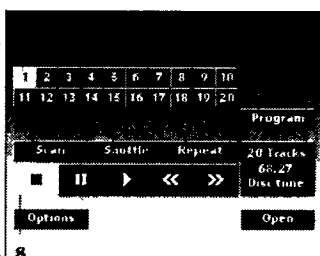 1 2 3 4 5 6 7 8 9 10
11 12 13 14 15 16 17 18 19 20
Program
Scan Shuffle Repeat
20 Tracks
68.27
Disc time
Options
Open
8